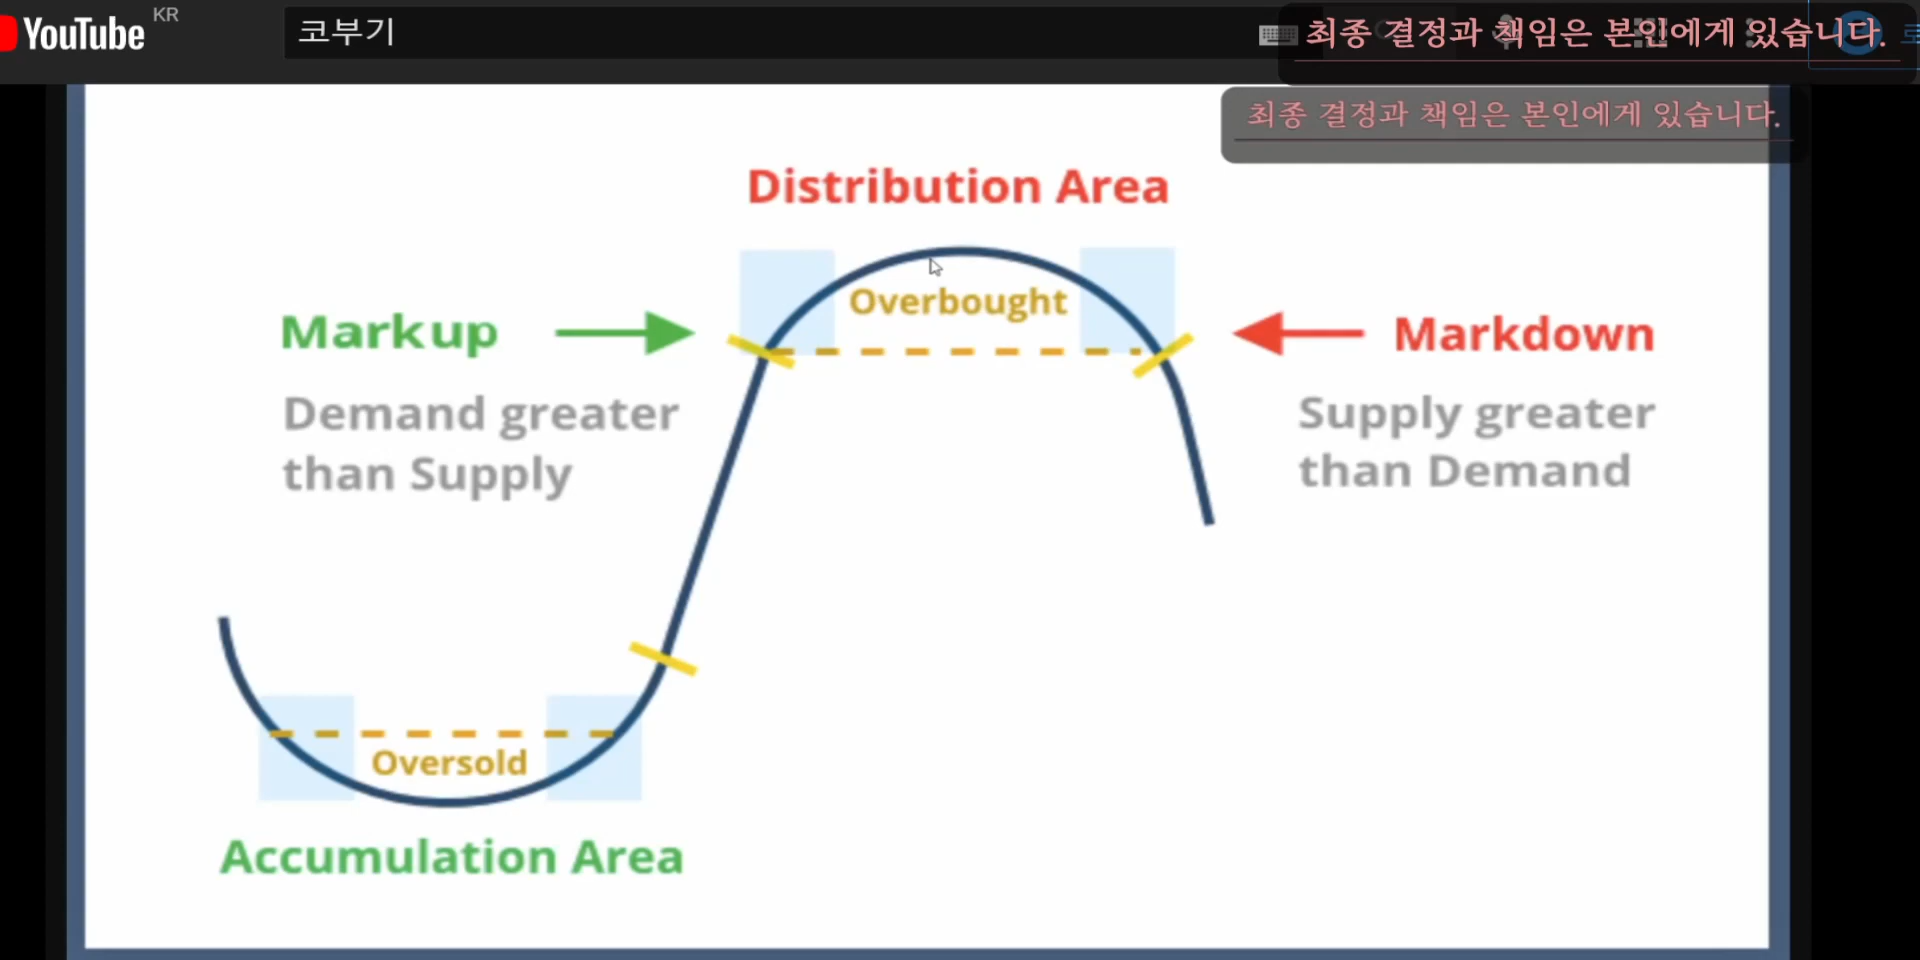 YouTube KR
코부기
최종 결정과 책임은 본인에게 있습니다.
최종 결정과 책임은 본인에게 있습니다.
Distribution Area
Overbought
Markup
Demand greater
than Supply
Markdown
Supply greater
than Demand
Oversold
Accumulation Area